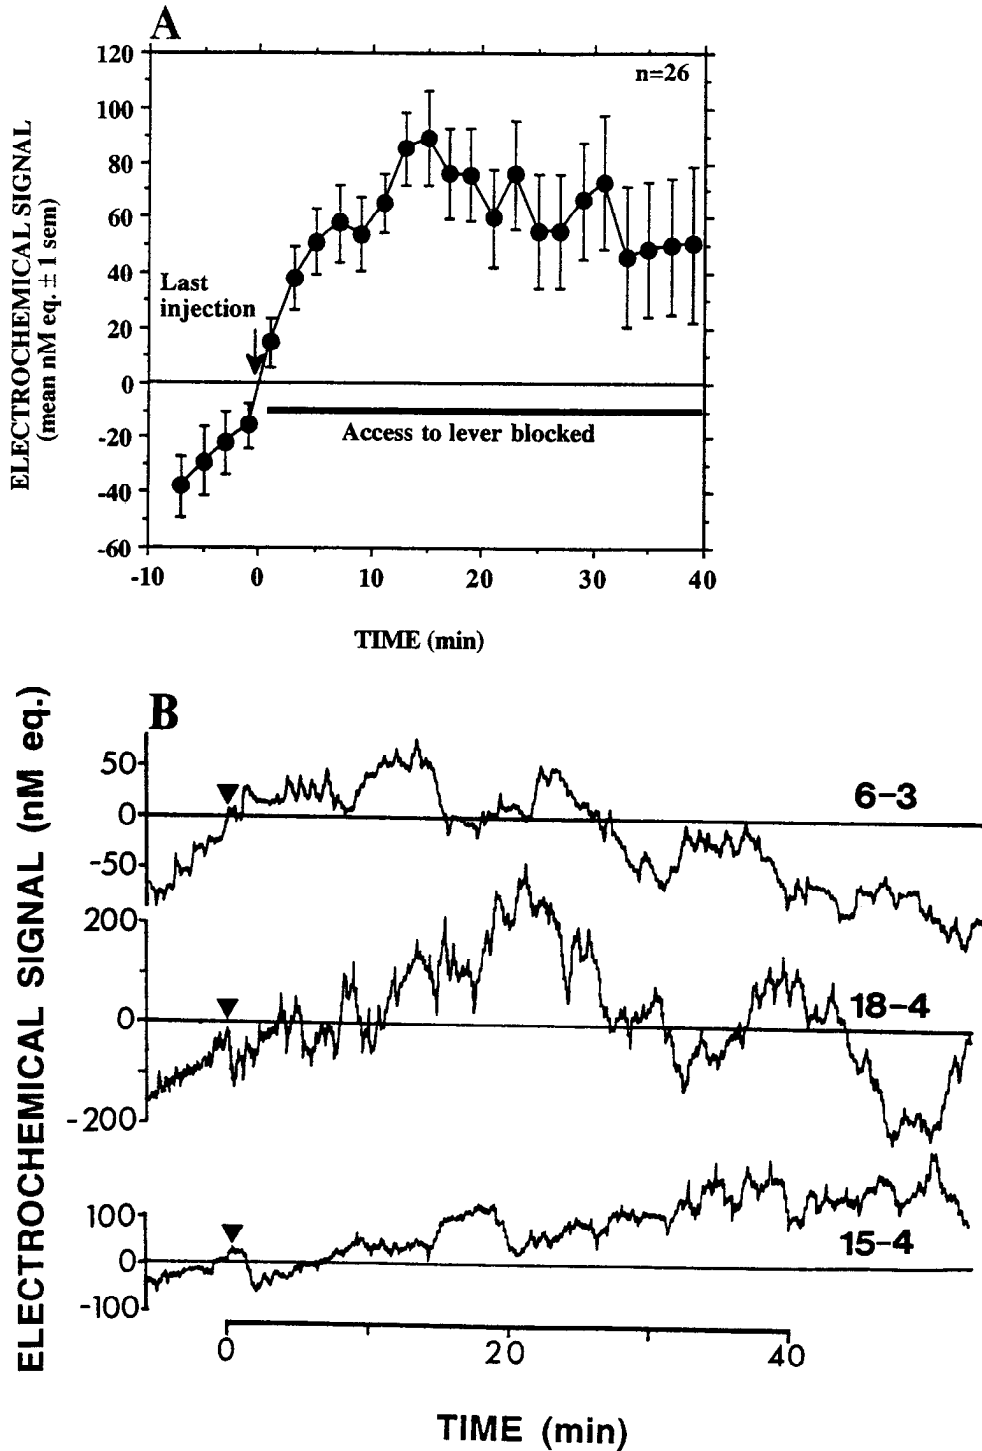 A
120
100
80
60
40
20
0
-20
-40
-60
ELECTROCHEMICAL SIGNAL
(mean nM eq. ± 1 sem)
n=26
Last
injection
Access to lever blocked
-10 0 10 20 30 40
TIME (min)
B
ELECTROCHEMICAL SIGNAL (nM eq.)
50
0
-50
6-3
200
0
-200
18-4
100
0
-100
15-4
0 20 40
TIME (min)